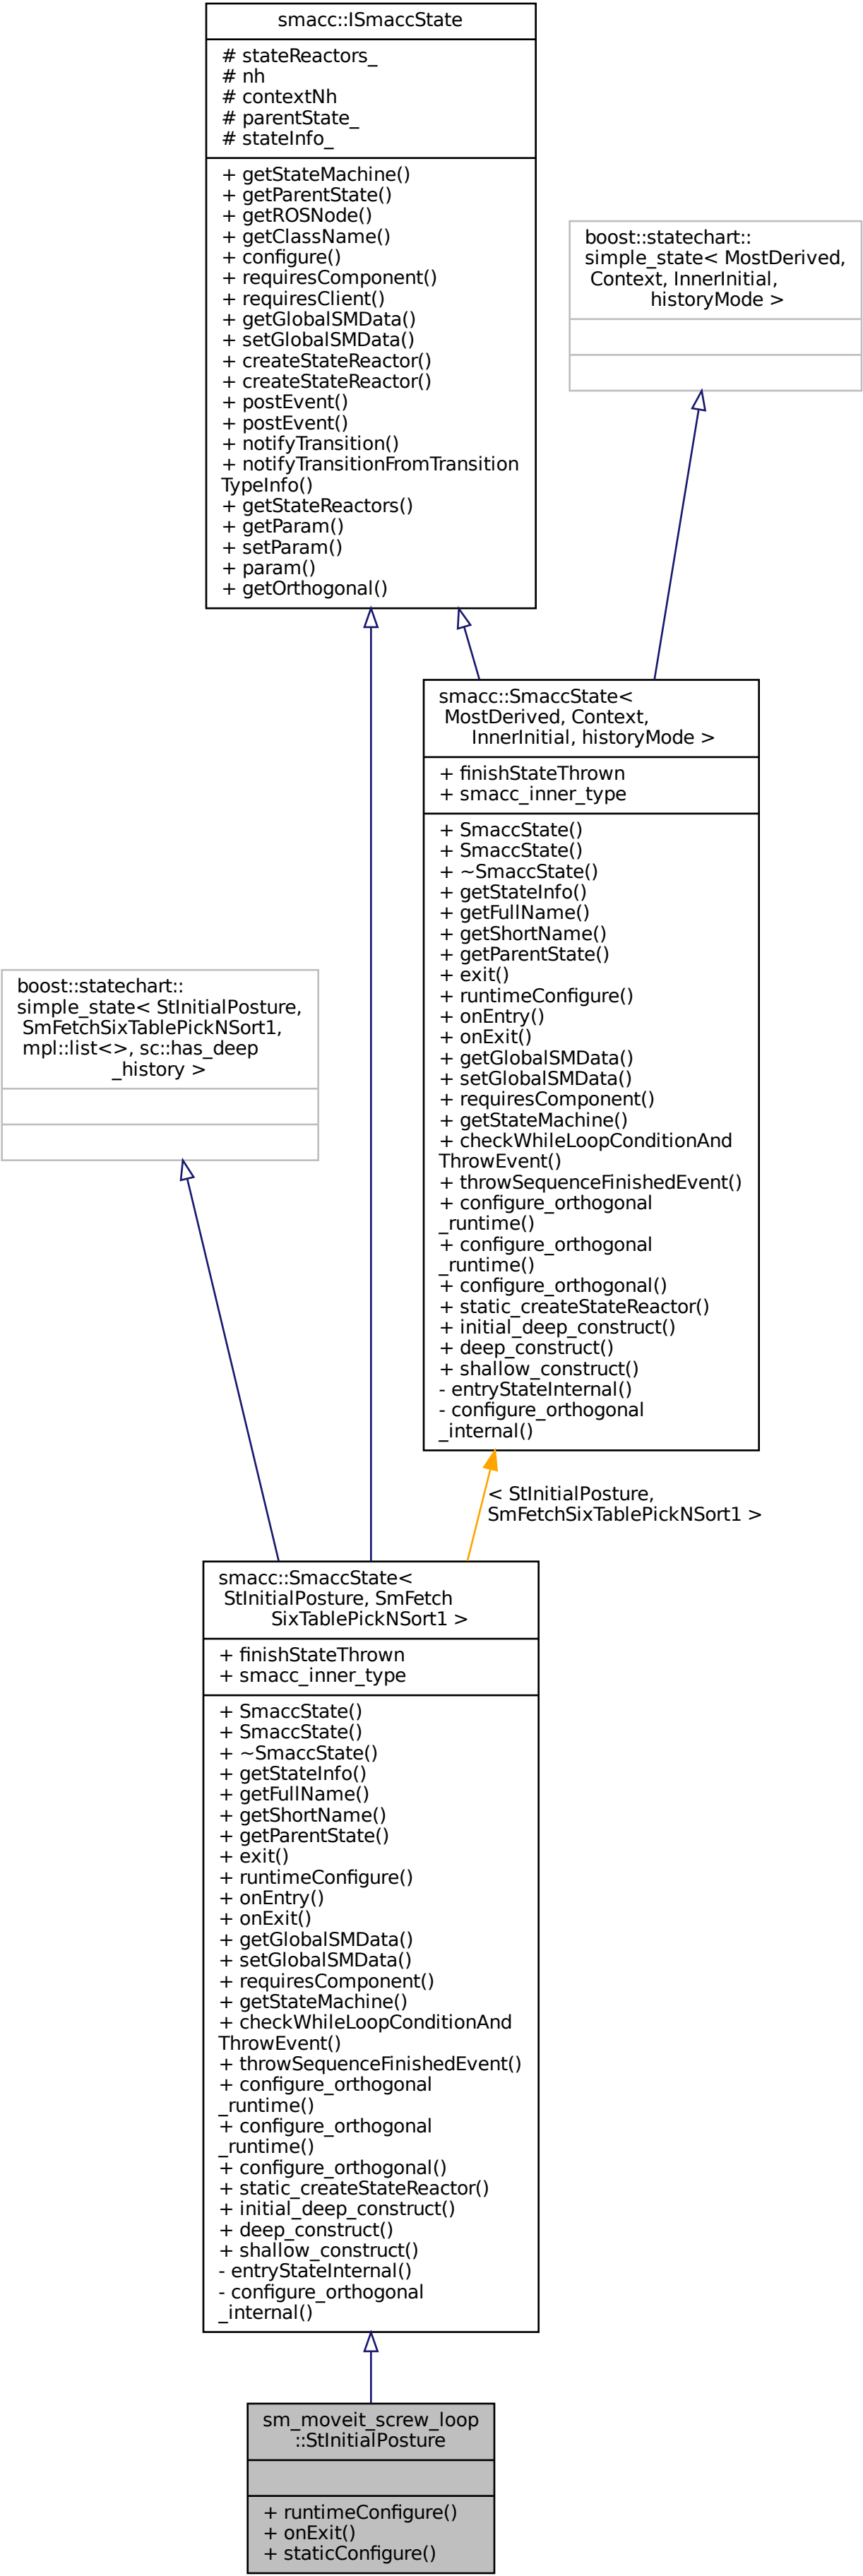 smacc::ISmaccState
# stateReactors_
# nh
# contextNh
# parentState_
# stateInfo_
+ getStateMachine()
+ getParentState()
+ getROSNode()
+ getClassName()
+ configure()
+ requiresComponent()
+ requiresClient()
+ getGlobalSMData()
+ setGlobalSMData()
+ createStateReactor()
+ createStateReactor()
+ postEvent()
+ postEvent()
+ notifyTransition()
+ notifyTransitionFromTransition
TypeInfo()
+ getStateReactors()
+ getParam()
+ setParam()
+ param()
+ getOrthogonal()
boost::statechart::
simple_state< MostDerived,
Context, InnerInitial,
historyMode >
smacc::SmaccState<
MostDerived, Context,
InnerInitial, historyMode >
+ finishStateThrown
+ smacc_inner_type
+ SmaccState()
+ SmaccState()
+ ~SmaccState()
+ getStateInfo()
+ getFullName()
+ getShortName()
+ getParentState()
+ exit()
+ runtimeConfigure()
+ onEntry()
+ onExit()
+ getGlobalSMData()
+ setGlobalSMData()
+ requiresComponent()
+ getStateMachine()
+ checkWhileLoopConditionAnd
ThrowEvent()
+ throwSequenceFinishedEvent()
+ configure_orthogonal
_runtime()
+ configure_orthogonal
_runtime()
+ configure_orthogonal()
+ static_createStateReactor()
+ initial_deep_construct()
+ deep_construct()
+ shallow_construct()
- entryStateInternal()
- configure_orthogonal
_internal()
boost::statechart::
simple_state< StInitialPosture,
SmFetchSixTablePickNSort1,
mpl::list<>, sc::has_deep
_history >
< StInitialPosture,
SmFetchSixTablePickNSort1 >
smacc::SmaccState<
StInitialPosture, SmFetch
SixTablePickNSort1 >
+ finishStateThrown
+ smacc_inner_type
+ SmaccState()
+ SmaccState()
+ ~SmaccState()
+ getStateInfo()
+ getFullName()
+ getShortName()
+ getParentState()
+ exit()
+ runtimeConfigure()
+ onEntry()
+ onExit()
+ getGlobalSMData()
+ setGlobalSMData()
+ requiresComponent()
+ getStateMachine()
+ checkWhileLoopConditionAnd
ThrowEvent()
+ throwSequenceFinishedEvent()
+ configure_orthogonal
_runtime()
+ configure_orthogonal
_runtime()
+ configure_orthogonal()
+ static_createStateReactor()
+ initial_deep_construct()
+ deep_construct()
+ shallow_construct()
- entryStateInternal()
- configure_orthogonal
_internal()
sm_moveit_screw_loop
::StInitialPosture
+ runtimeConfigure()
+ onExit()
+ staticConfigure()